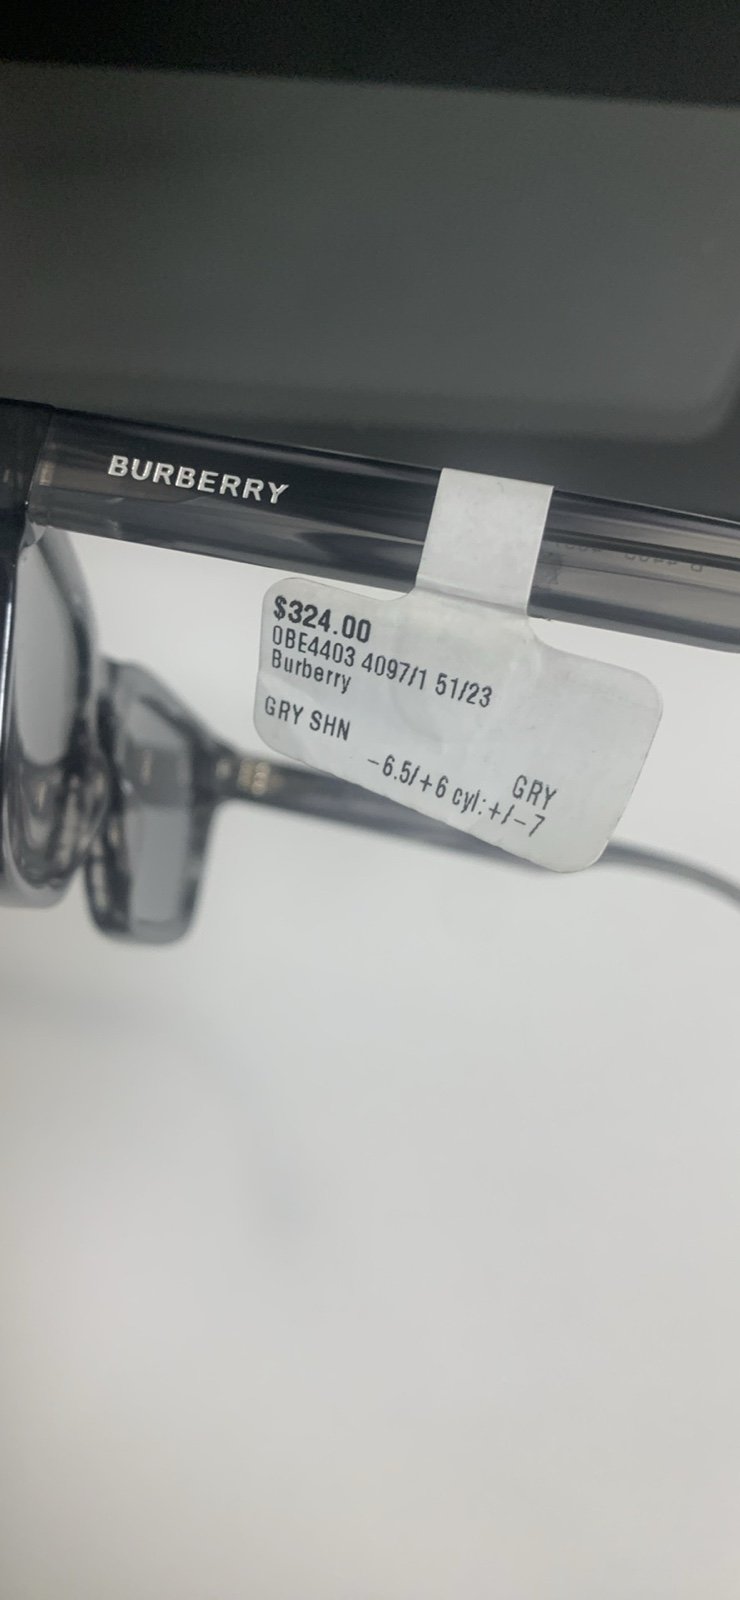 BURBERRY
$324.00
0BE4403 4097/1 51/23
Burberry
GRY SHN
GRY
-6.5/+6 cyl:+/-7